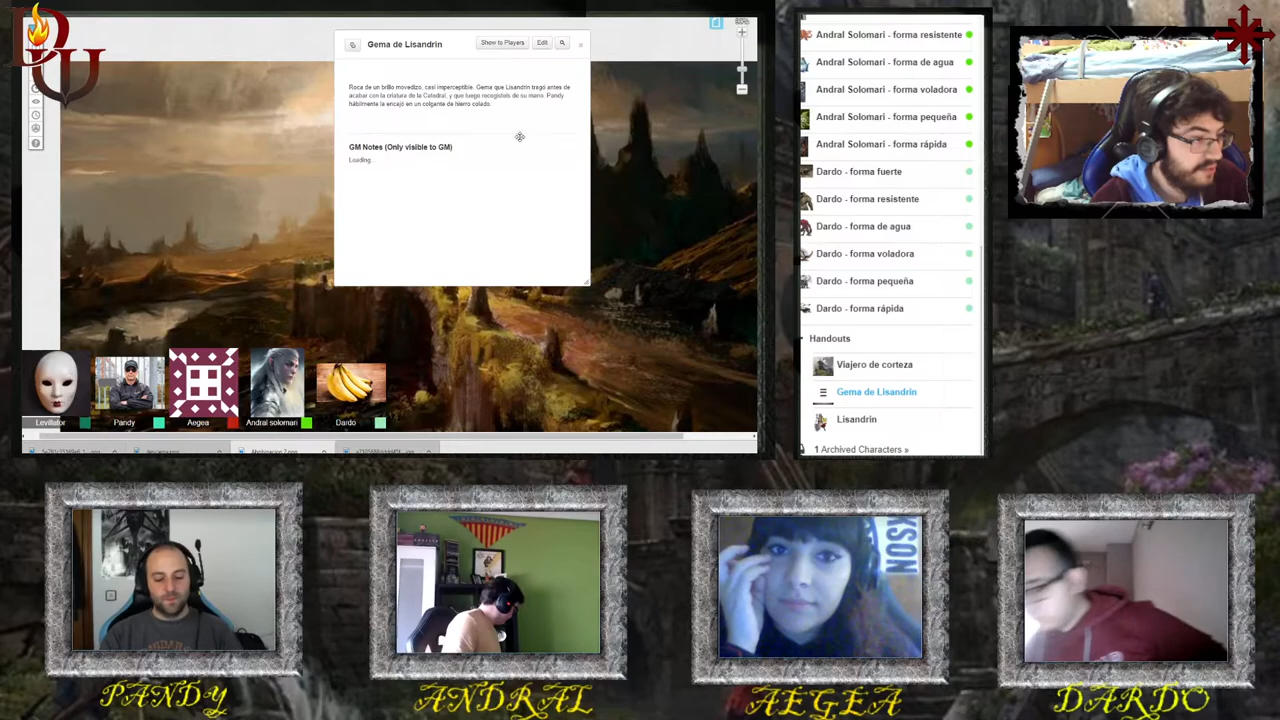 DU
Gema de Lisandrin
Show to Players
Edit
Roca de un brillo movedizo, casi imperceptible. Gema que Lisandrin tragó antes de
acabar con la criatura de la Catedral, y que luego recogisteis de su mano. Pandy
hábilmente la encajó en un colgante de hierro colado.
GM Notes (Only visible to GM)
Loading...
Levillator
Pandy
Aegea
Andral solomari
Dardo
Andral Solomari - forma resistente
Andral Solomari - forma de agua
Andral Solomari - forma voladora
Andral Solomari - forma pequeña
Andral Solomari - forma rápida
Dardo - forma fuerte
Dardo - forma resistente
Dardo - forma de agua
Dardo - forma voladora
Dardo - forma pequeña
Dardo - forma rápida
Handouts
Viajero de corteza
Gema de Lisandrin
Lisandrin
1 Archived Characters »
PANDY
ANDRAL
AEGEA
DARDO